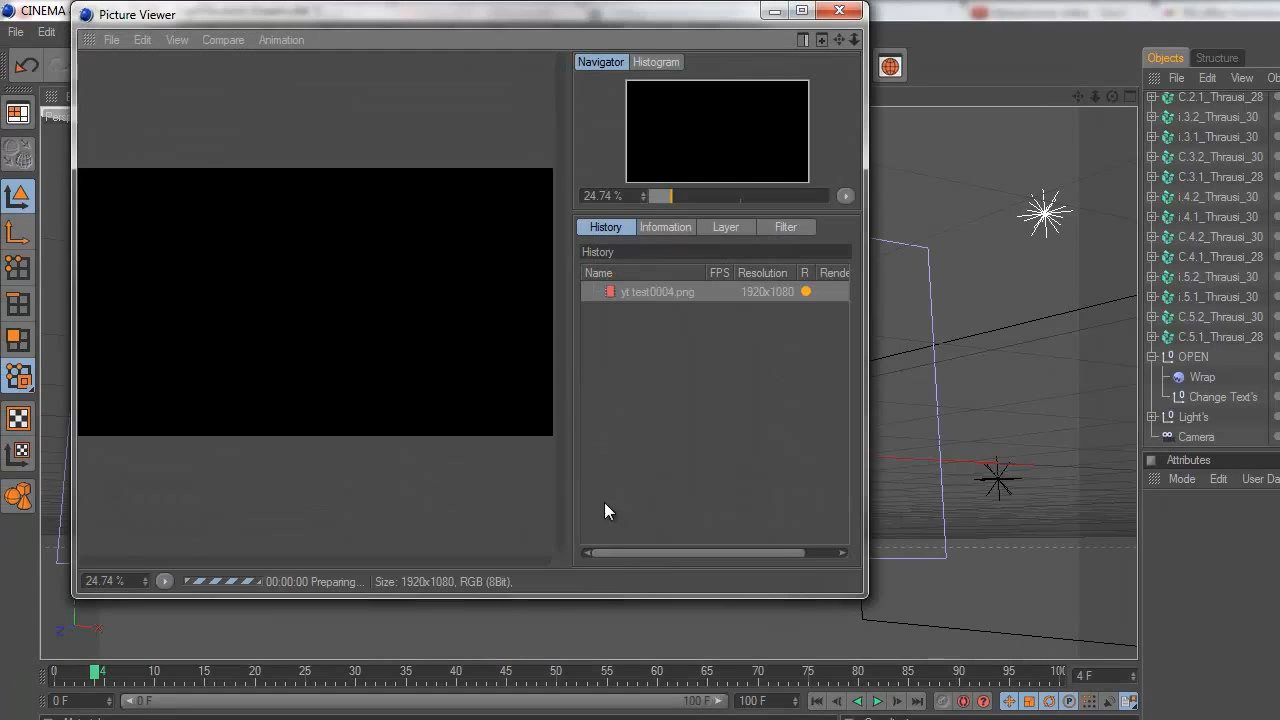 CINEMA
Picture Viewer
File Edit
File Edit View Compare Animation
Navigator Histogram
24.74 %
History Information Layer Filter
History
Name FPS Resolution R Rende
yt test0004.png 1920x1080
24.74 % 00:00:00 Preparing... Size: 1920x1080, RGB (8Bit).
Persp
Objects Structure
File Edit View Ob
C.2.1_Thrausi_28
i.3.2_Thrausi_30
i.3.1_Thrausi_30
C.3.2_Thrausi_30
C.3.1_Thrausi_28
i.4.2_Thrausi_30
i.4.1_Thrausi_30
C.4.2_Thrausi_30
C.4.1_Thrausi_28
i.5.2_Thrausi_30
i.5.1_Thrausi_30
C.5.2_Thrausi_30
C.5.1_Thrausi_28
OPEN
Wrap
Change Text's
Light's
Camera
Attributes
Mode Edit User Da
Z X
0 4 10 15 20 25 30 35 40 45 50 55 60 65 70 75 80 85 90 95 100 4 F
0 F 0 F 100 F 100 F